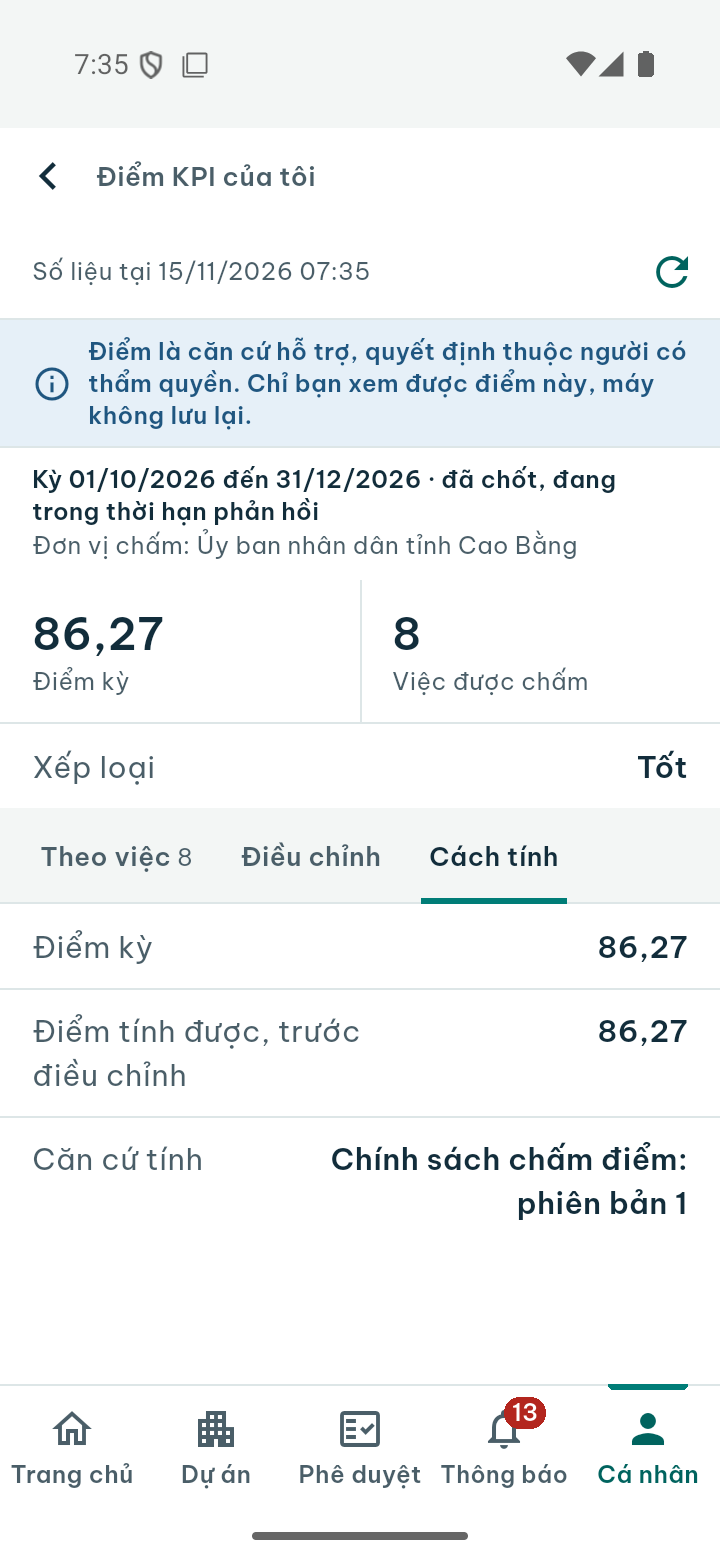 7:35
Điểm KPI của tôi
Số liệu tại 15/11/2026 07:35
Điểm là căn cứ hỗ trợ, quyết định thuộc người có
thẩm quyền. Chỉ bạn xem được điểm này, máy
không lưu lại.
Kỳ 01/10/2026 đến 31/12/2026 · đã chốt, đang
trong thời hạn phản hồi
Đơn vị chấm: Ủy ban nhân dân tỉnh Cao Bằng
86,27
Điểm kỳ
8
Việc được chấm
Xếp loại Tốt
Theo việc 8 Điều chỉnh Cách tính
Điểm kỳ 86,27
Điểm tính được, trước 86,27
điều chỉnh
Căn cứ tính Chính sách chấm điểm:
phiên bản 1
13
Trang chủ Dự án Phê duyệt Thông báo Cá nhân